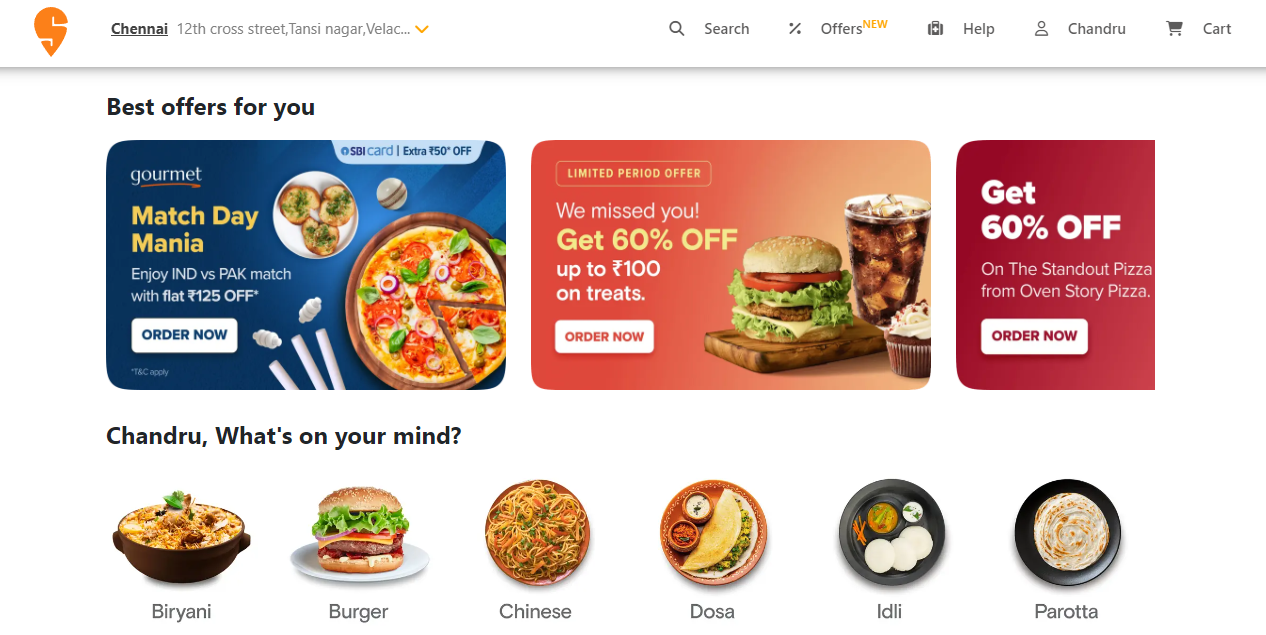 Chennai 12th cross street,Tansi nagar,Velac...
Search
Offers NEW
Help
Chandru
Cart
Best offers for you
SBI card | Extra ₹50* OFF
gourmet
Match Day
Mania
Enjoy IND vs PAK match
with flat ₹125 OFF*
ORDER NOW
*T&C apply
LIMITED PERIOD OFFER
We missed you!
Get 60% OFF
up to ₹100
on treats.
ORDER NOW
Get
60% OFF
On The Standout Pizza
from Oven Story Pizza.
ORDER NOW
Chandru, What's on your mind?
Biryani
Burger
Chinese
Dosa
Idli
Parotta